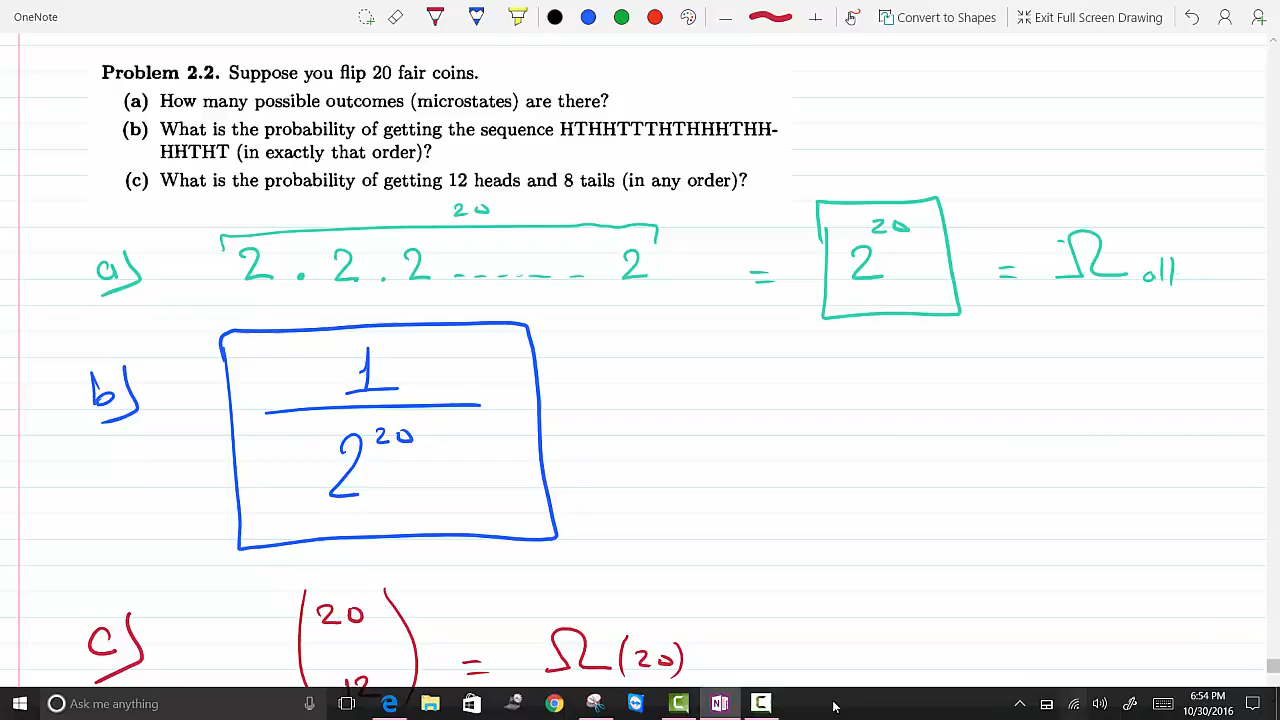 OneNote
Convert to Shapes
Exit Full Screen Drawing
Problem 2.2. Suppose you flip 20 fair coins.
(a) How many possible outcomes (microstates) are there?
(b) What is the probability of getting the sequence HTHHTTTHTHHHTHH-
HHTHT (in exactly that order)?
(c) What is the probability of getting 12 heads and 8 tails (in any order)?
20
a) 2 . 2 . 2 ------- 2 = 2^20 = Ω all
b) 1
2^20
c) (20
12) = Ω(20)
Ask me anything
6:54 PM
10/30/2016